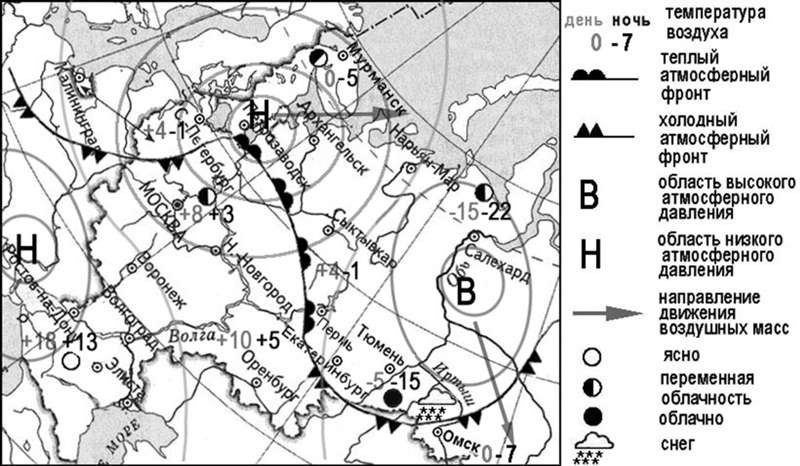 Мурманск
0 -5
Калининград
+4 -1
С.Петербург
Н
Петрозаводск
Архангельск
Нарьян-Мар
МОСКВА
+8 +3
-15 -22
Н
Сыктывкар
Салехард
Обь
В
Н. Новгород
+4 -1
Воронеж
Ростов-на-Дону
Волгоград
+18 +13
Волга
+10 +5
Пермь
Екатеринбург
Тюмень
Иртыш
-5 -15
Элиста
Оренбург
Омск
0 -7
МОРЕ
день ночь
0 -7
температура
воздуха
теплый
атмосферный
фронт
холодный
атмосферный
фронт
В
область высокого
атмосферного
давления
Н
область низкого
атмосферного
давления
направление
движения
воздушных масс
ясно
переменная
облачность
облачно
снег